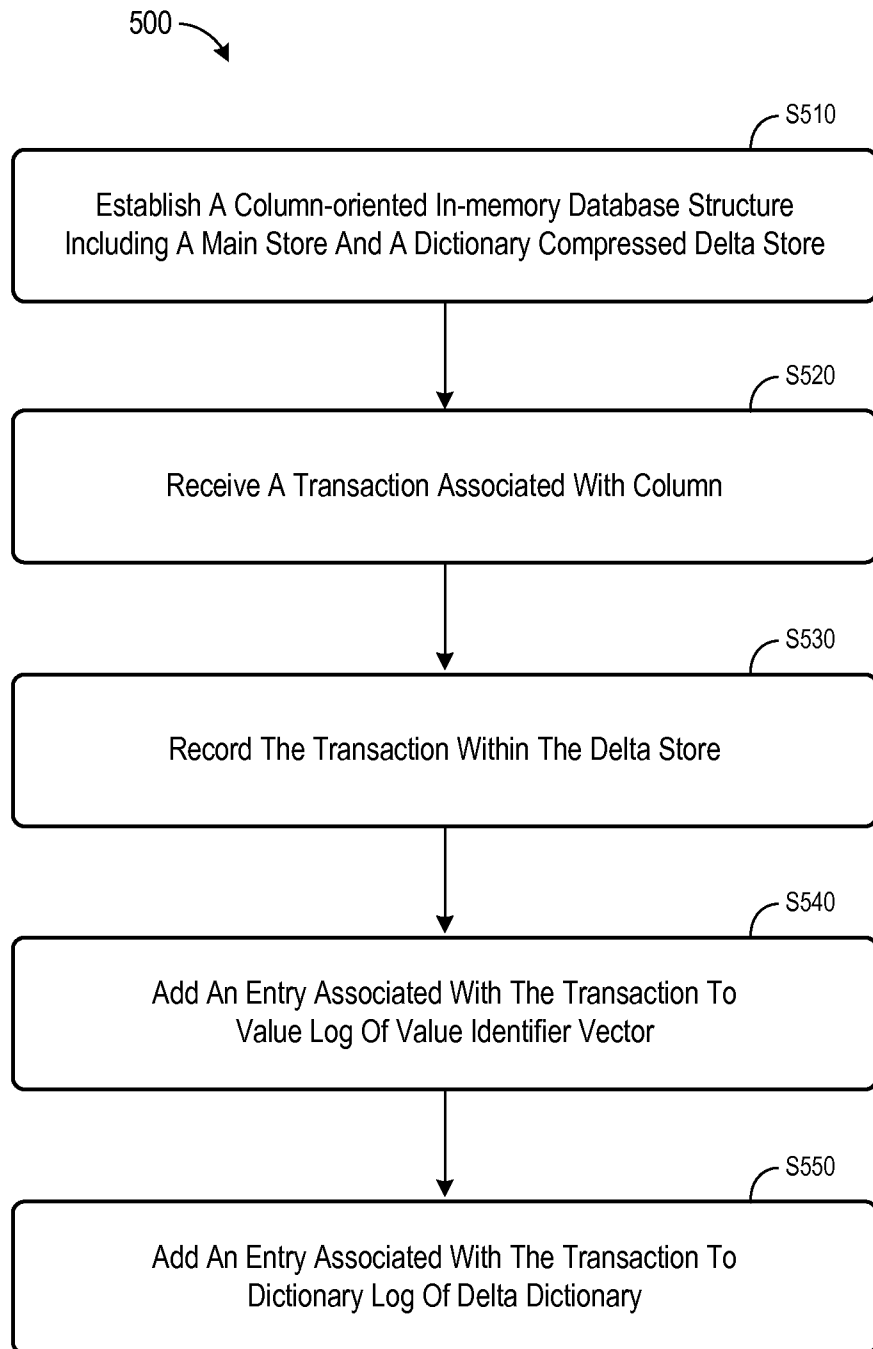 500
S510
Establish A Column-oriented In-memory Database Structure
Including A Main Store And A Dictionary Compressed Delta Store
S520
Receive A Transaction Associated With Column
S530
Record The Transaction Within The Delta Store
S540
Add An Entry Associated With The Transaction To
Value Log Of Value Identifier Vector
S550
Add An Entry Associated With The Transaction To
Dictionary Log Of Delta Dictionary